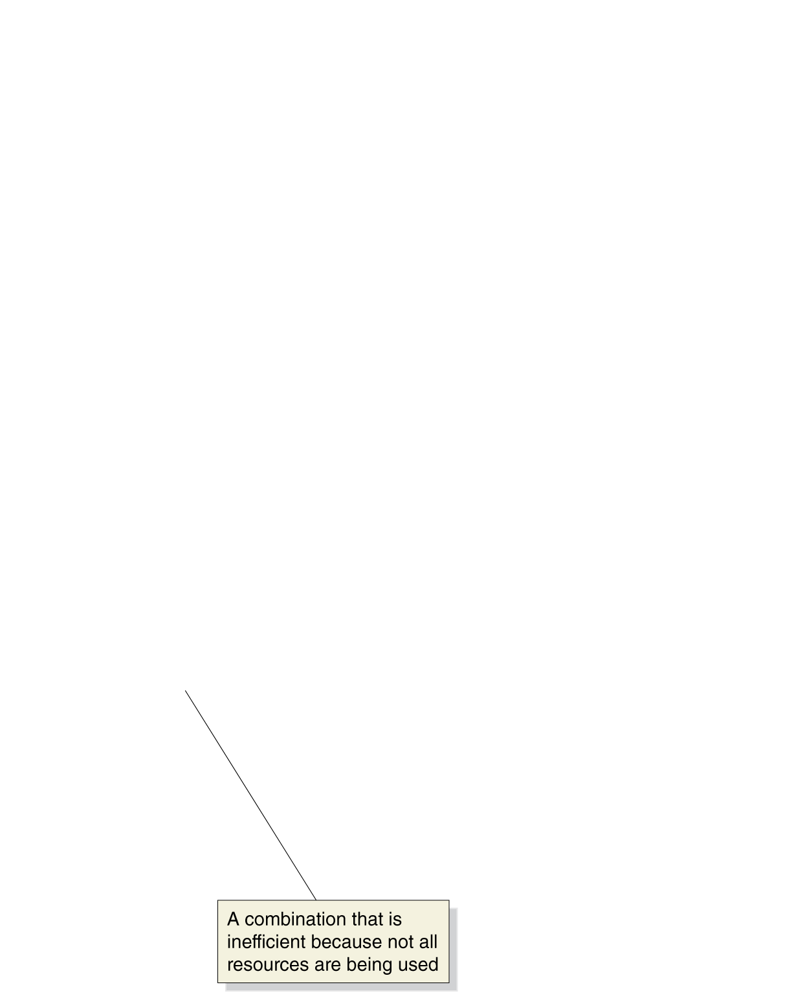 A combination that is
inefficient because not all
resources are being used